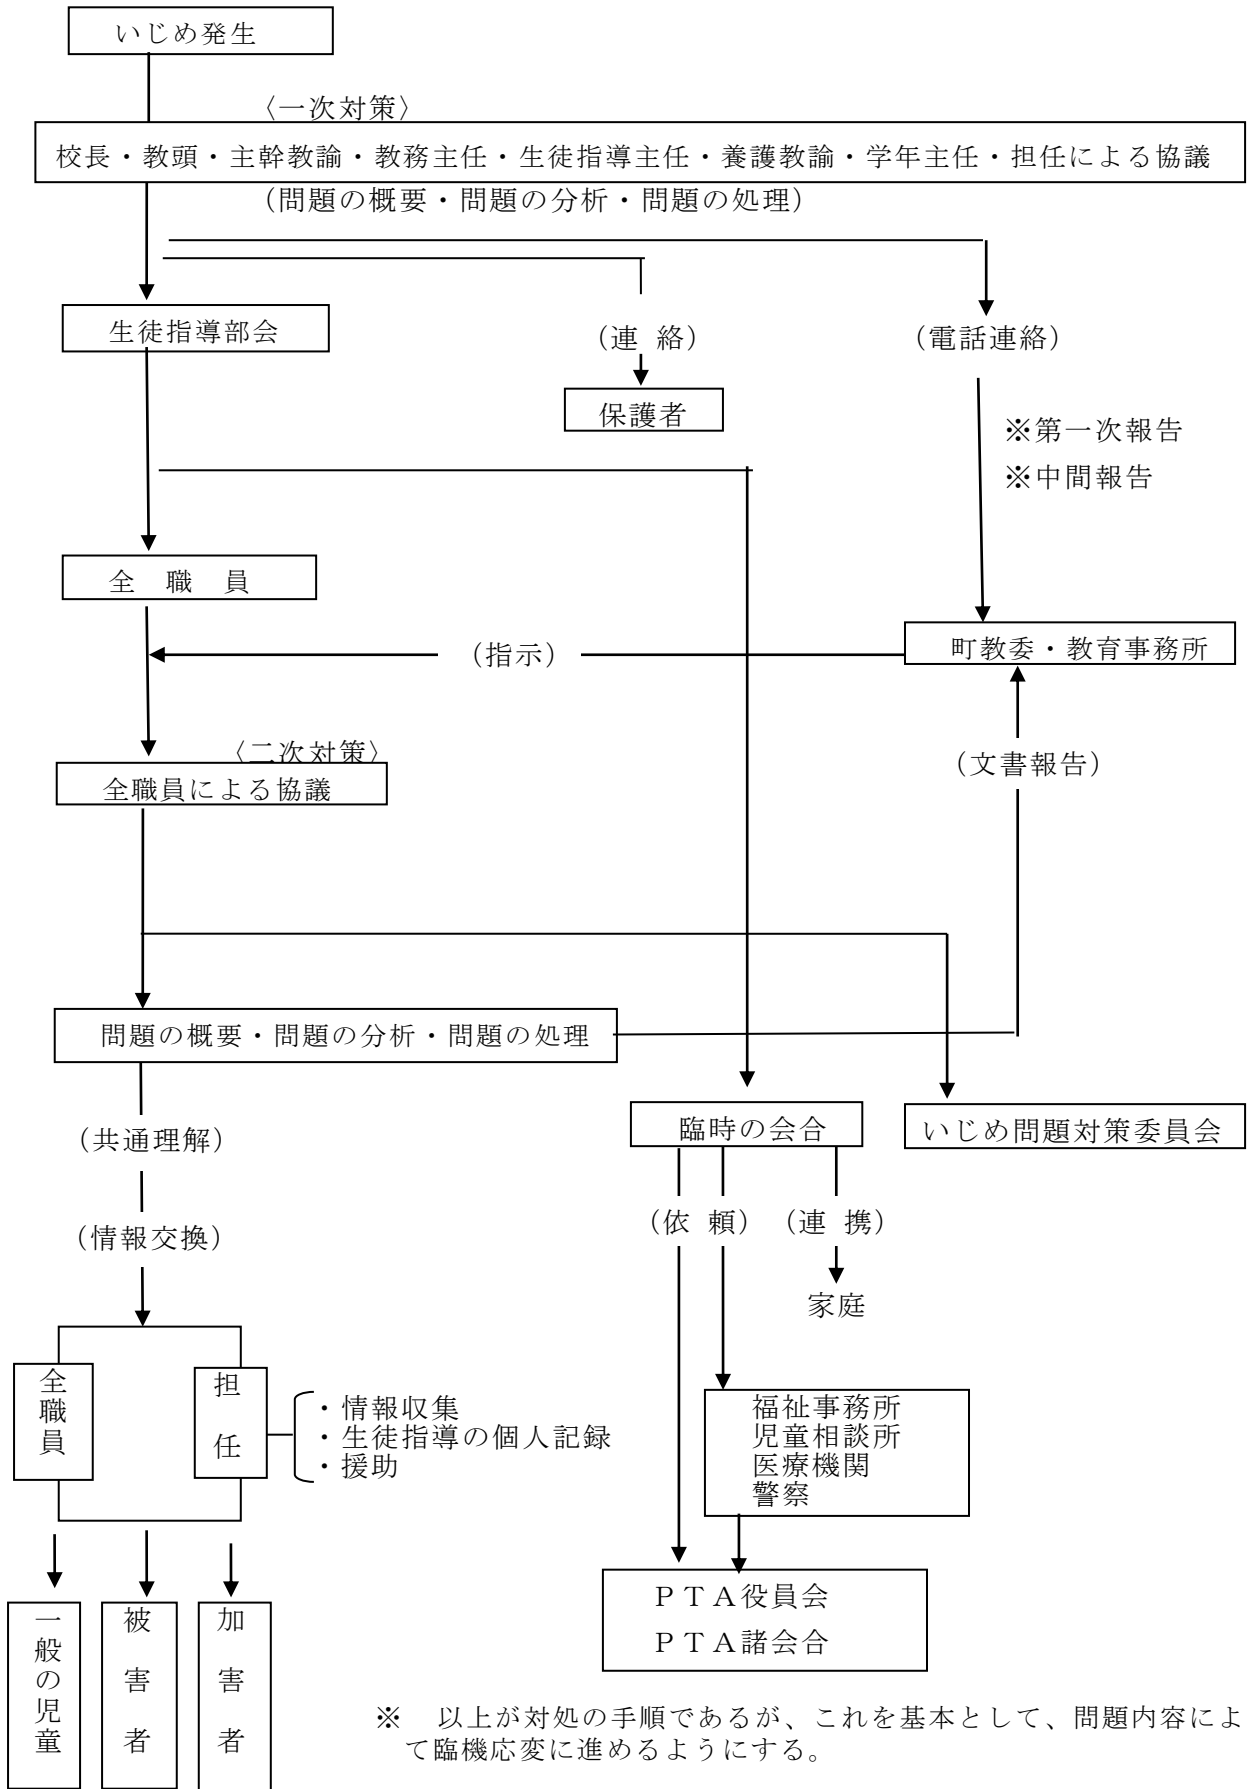 いじめ発生
〈一次対策〉
校長・教頭・主幹教諭・教務主任・生徒指導主任・養護教諭・学年主任・担任による協議
（問題の概要・問題の分析・問題の処理）
生徒指導部会
（連 絡）
（電話連絡）
保護者
※第一次報告
※中間報告
全 職 員
（指示）
町教委・教育事務所
〈二次対策〉
全職員による協議
（文書報告）
問題の概要・問題の分析・問題の処理
臨時の会合
いじめ問題対策委員会
（共通理解）
（依 頼）
（連 携）
（情報交換）
家庭
全職員
担任
・情報収集
・生徒指導の個人記録
・援助
福祉事務所
児童相談所
医療機関
警察
ＰＴＡ役員会
ＰＴＡ諸会合
一般の児童
被害者
加害者
※ 以上が対処の手順であるが、これを基本として、問題内容によ
て臨機応変に進めるようにする。